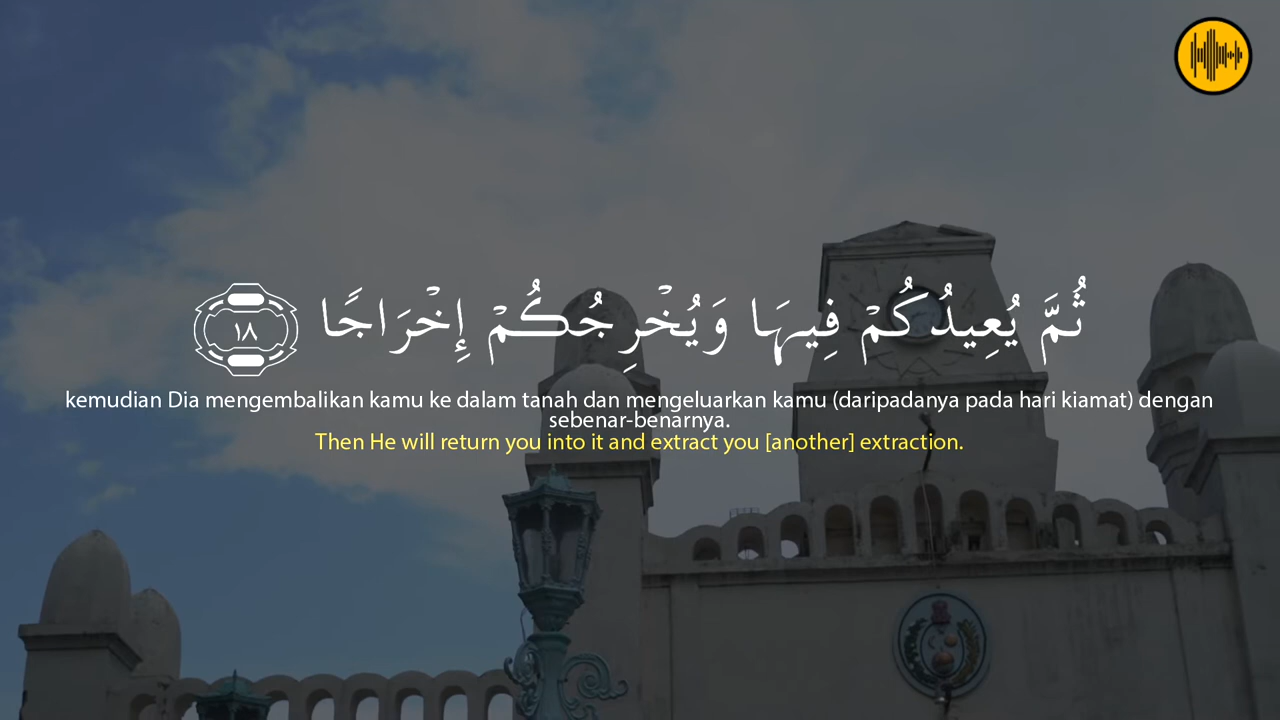 ثُمَّ يُعِيدُكُمْ فِيهَا وَيُخْرِجُكُمْ إِخْرَاجًا ١٨
kemudian Dia mengembalikan kamu ke dalam tanah dan mengeluarkan kamu (daripadanya pada hari kiamat) dengan
sebenar-benarnya.
Then He will return you into it and extract you [another] extraction.